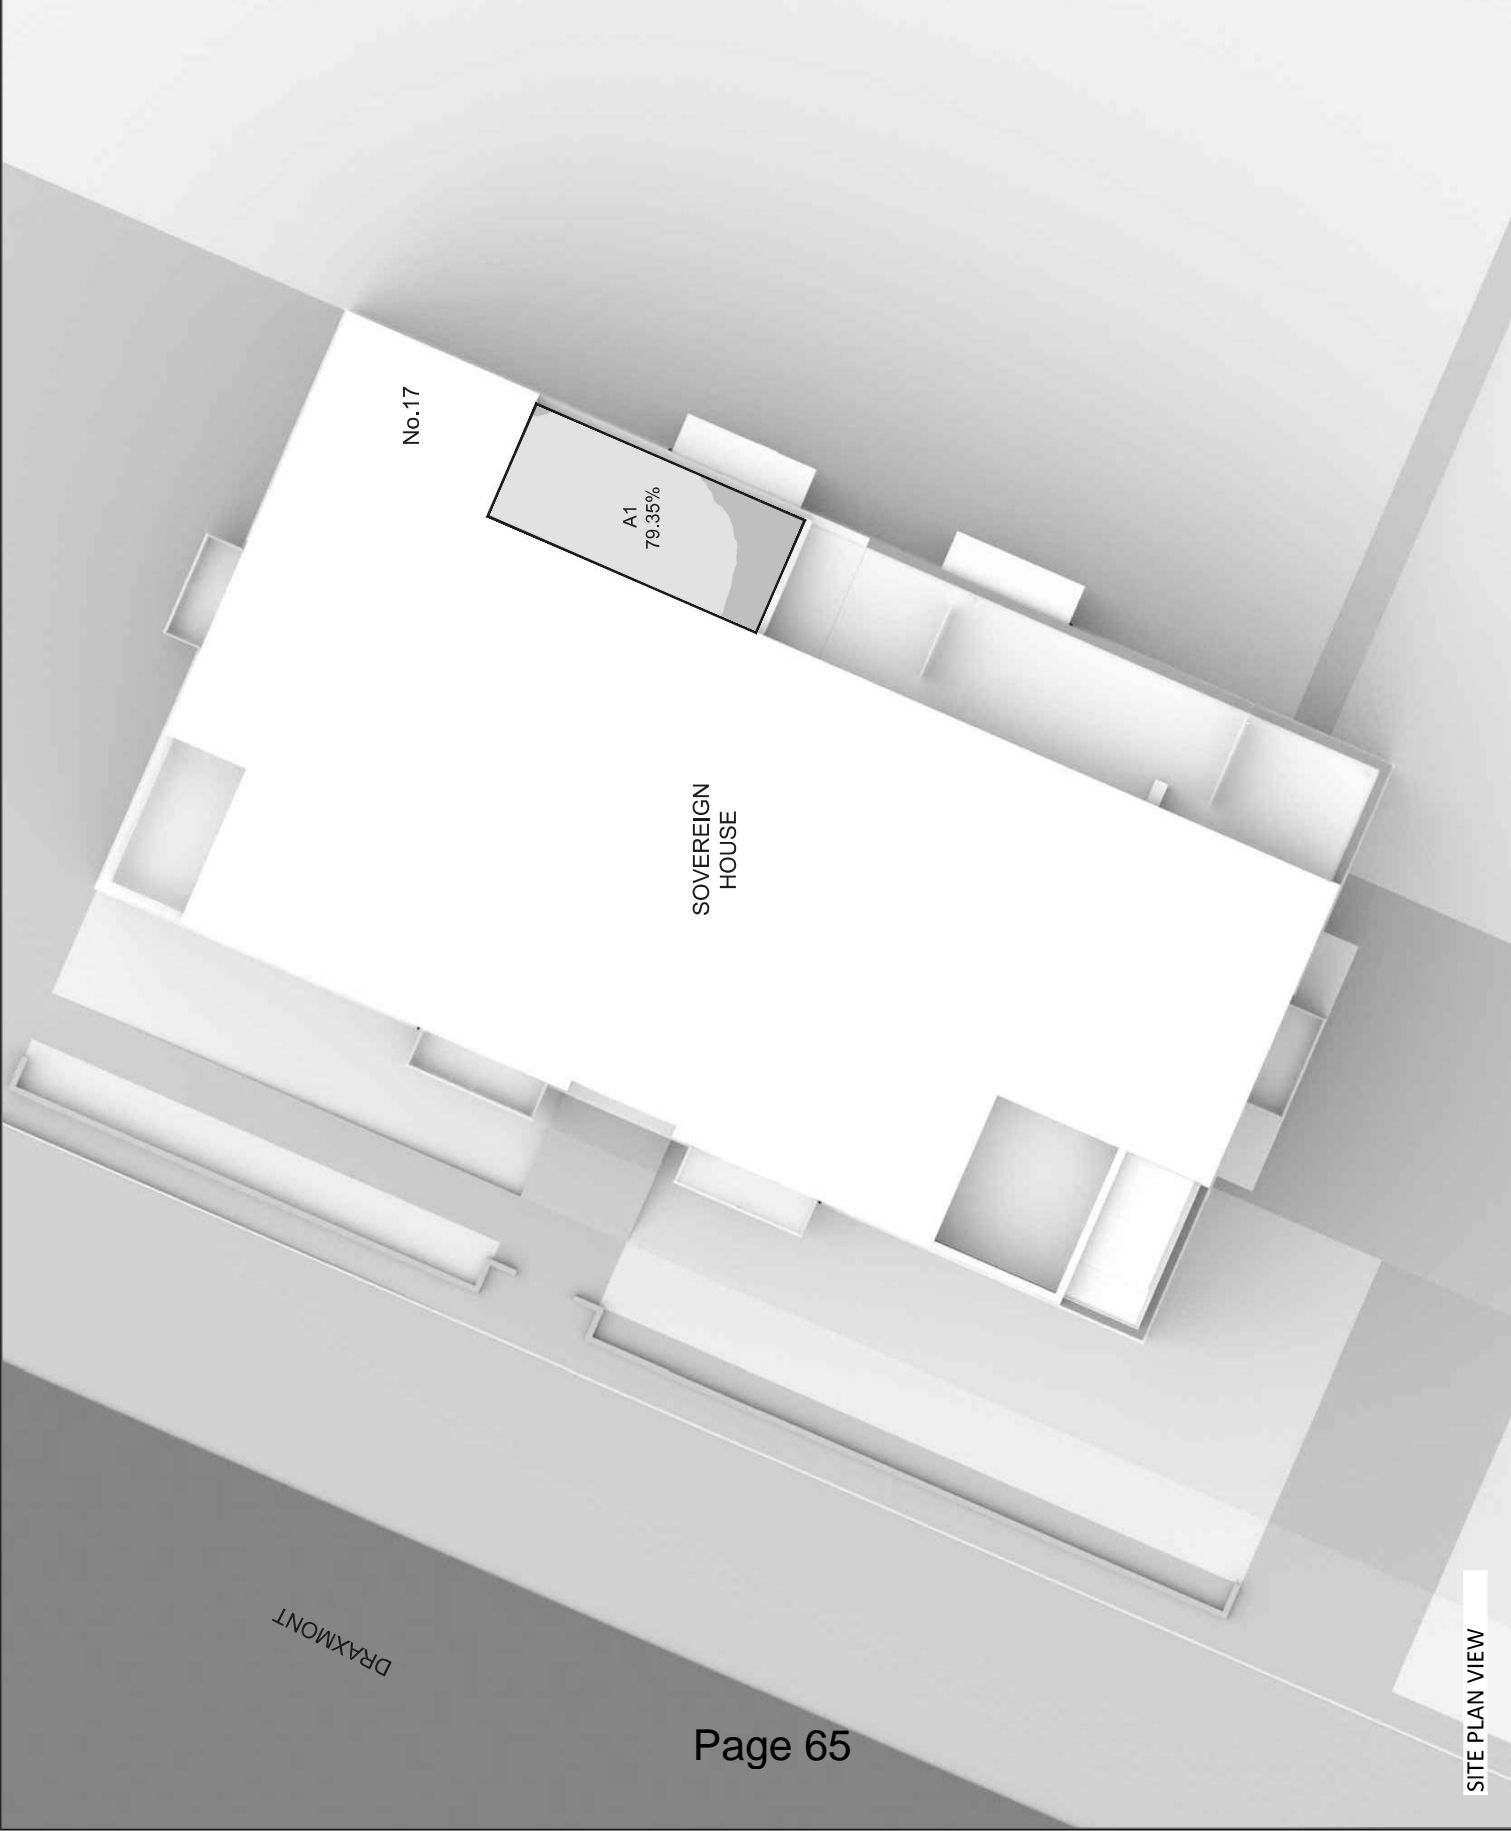 No.17
A1
79.35%
SOVEREIGN
HOUSE
DRAXMONT
Page 65
SITE PLAN VIEW